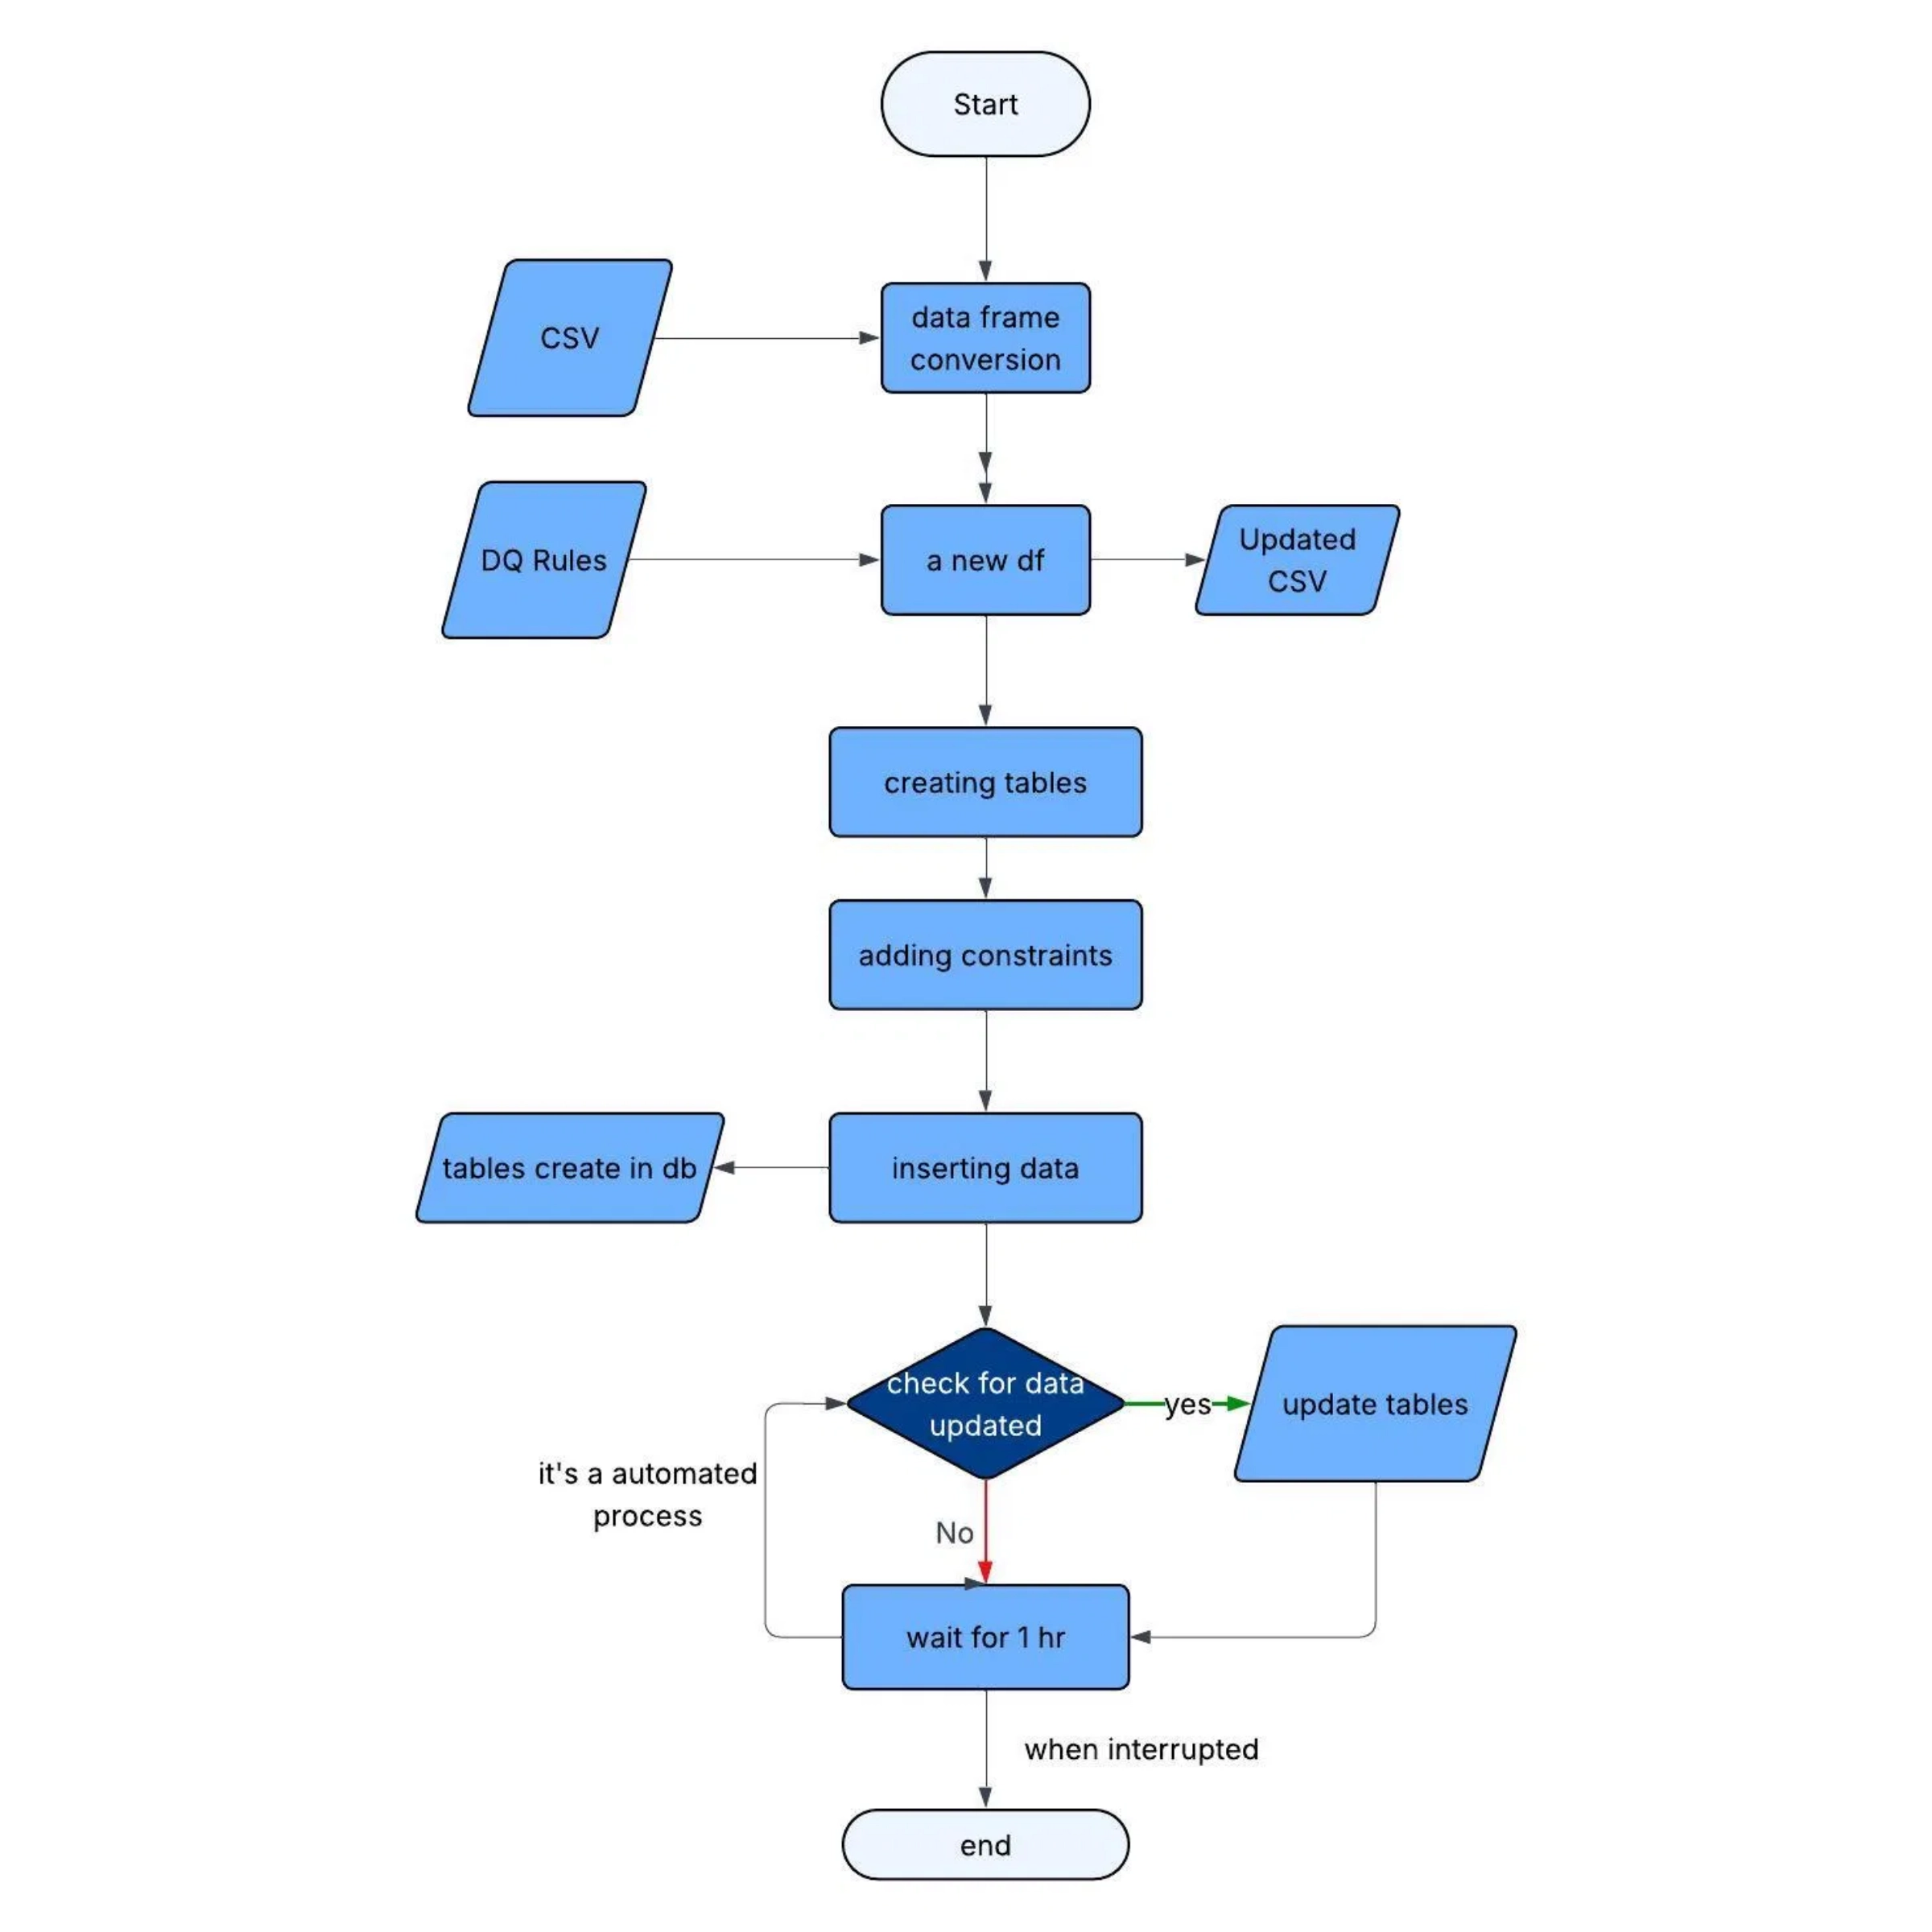 Start
CSV
data frame
conversion
DQ Rules
a new df
Updated
CSV
creating tables
adding constraints
tables create in db
inserting data
check for data
updated
yes
update tables
it's a automated
process
No
wait for 1 hr
when interrupted
end